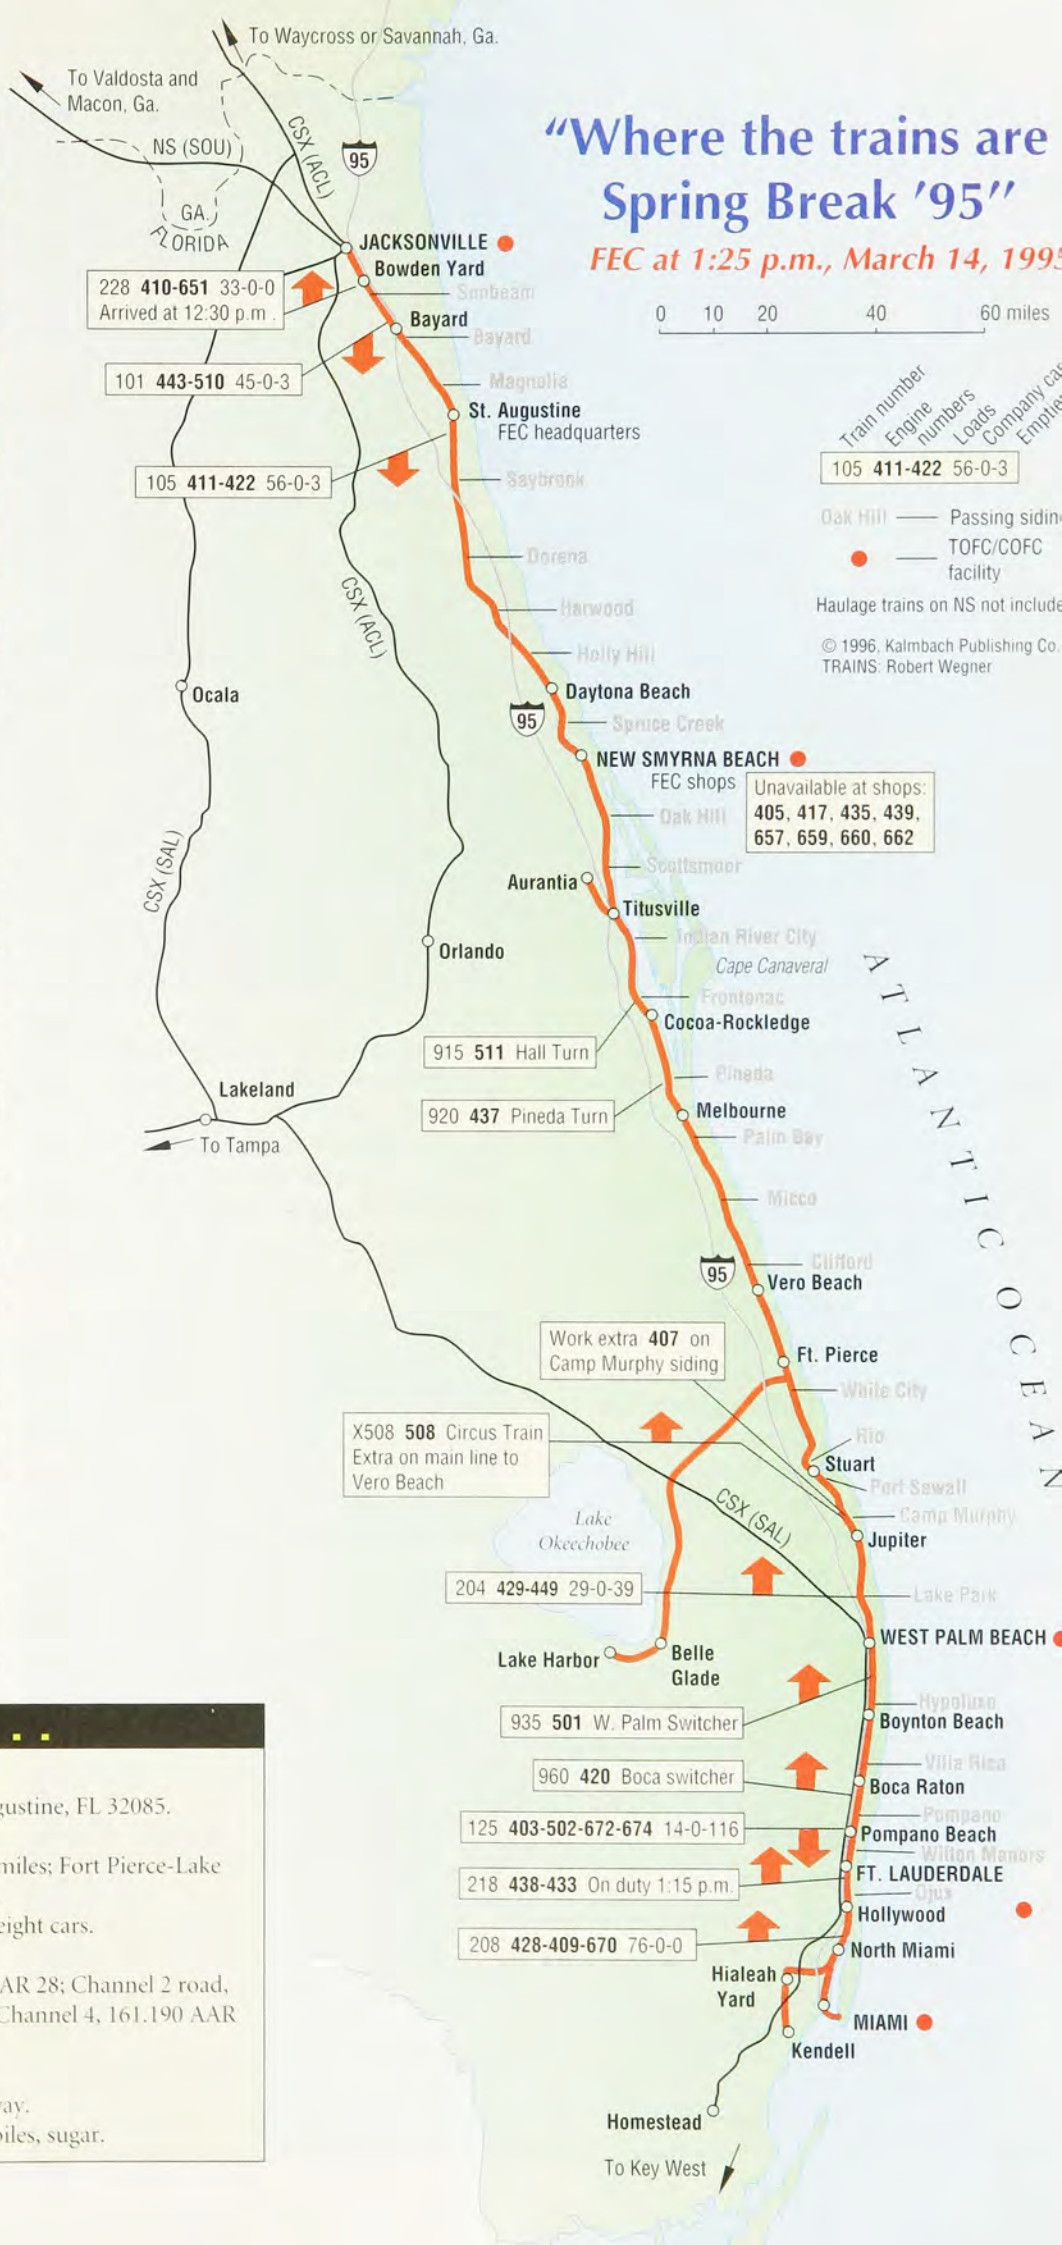 To Waycross or Savannah, Ga.
To Valdosta and
Macon, Ga.
NS (SOU)
CSX (ACL)
95
GA.
FLORIDA
"Where the trains are
Spring Break '95"
FEC at 1:25 p.m., March 14, 1995
0 10 20 40 60 miles
Train number
Engine
numbers
Loads
Company
Empties
105 411-422 56-0-3
Oak Hill
Passing siding
TOFC/COFC
facility
Haulage trains on NS not include
© 1996, Kalmbach Publishing Co.
TRAINS: Robert Wegner
JACKSONVILLE
Bowden Yard
228 410-651 33-0-0
Arrived at 12:30 p.m.
Sunbeam
Bayard
Bayard
101 443-510 45-0-3
Magnolia
St. Augustine
FEC headquarters
105 411-422 56-0-3
Saybrook
Dorena
CSX (ACL)
Harwood
Holly Hill
Ocala
Daytona Beach
95
Spruce Creek
NEW SMYRNA BEACH
FEC shops
Unavailable at shops:
405, 417, 435, 439,
657, 659, 660, 662
Oak Hill
CSX (SAL)
Scottsmoor
Aurantia
Titusville
Indian River City
Orlando
Cape Canaveral
ATLANTIC OCEAN
Frontenac
Cocoa-Rockledge
915 511 Hall Turn
Pineda
Lakeland
920 437 Pineda Turn
Melbourne
To Tampa
Palm Bay
Micco
Clifford
95
Vero Beach
Work extra 407 on
Camp Murphy siding
Ft. Pierce
White City
X508 508 Circus Train
Extra on main line to
Vero Beach
Rio
Stuart
Port Sewall
CSX (SAL)
Camp Murphy
Lake
Okeechobee
Jupiter
204 429-449 29-0-39
Lake Park
WEST PALM BEACH
Lake Harbor
Belle
Glade
Hypoluxo
935 501 W. Palm Switcher
Boynton Beach
Villa Rica
960 420 Boca switcher
Boca Raton
Pompano
125 403-502-672-674 14-0-116
Pompano Beach
Wilton Manors
218 438-433 On duty 1:15 p.m.
FT. LAUDERDALE
Ojus
Hollywood
208 428-409-670 76-0-0
North Miami
Hialeah
Yard
MIAMI
Kendell
Homestead
To Key West
gustine, FL 32085.
miles; Fort Pierce-Lake
eight cars.
AR 28; Channel 2 road,
Channel 4, 161.190 AAR
ay.
iles, sugar.